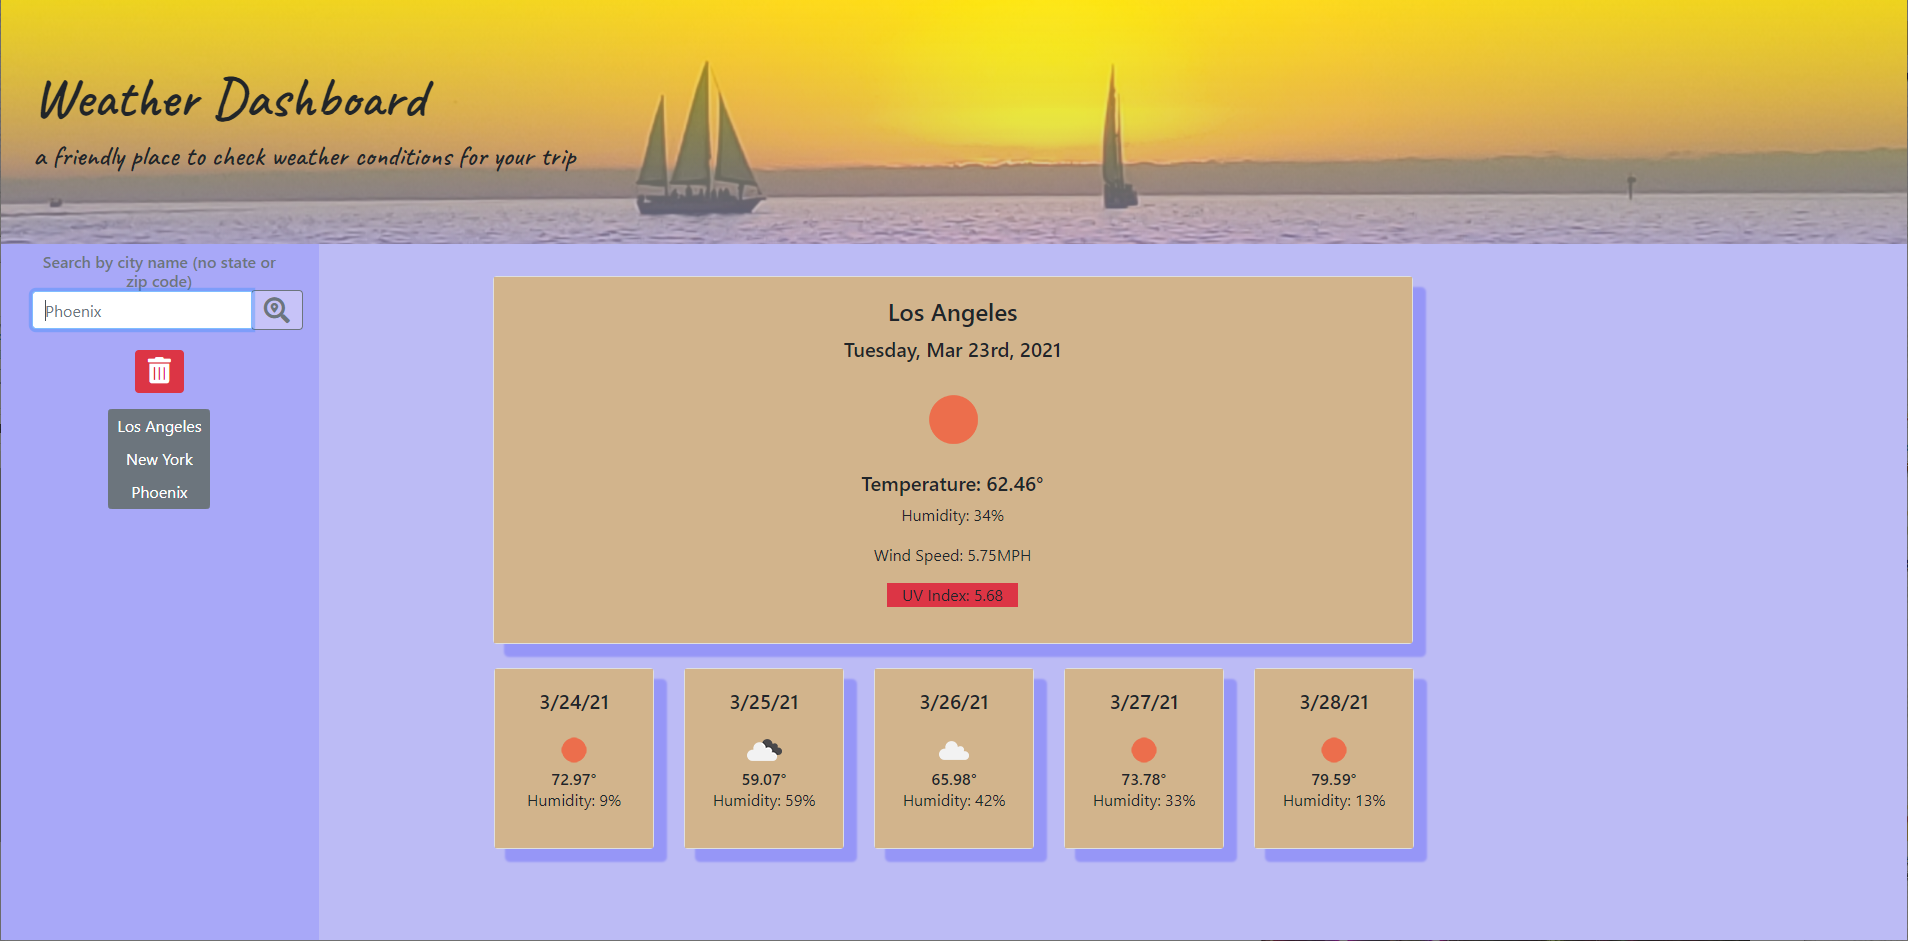 Weather Dashboard
a friendly place to check weather conditions for your trip
Search by city name (no state or
zip code)
Phoenix
Los Angeles
New York
Phoenix
Los Angeles
Tuesday, Mar 23rd, 2021
Temperature: 62.46°
Humidity: 34%
Wind Speed: 5.75MPH
UV Index: 5.68
3/24/21
72.97°
Humidity: 9%
3/25/21
59.07°
Humidity: 59%
3/26/21
65.98°
Humidity: 42%
3/27/21
73.78°
Humidity: 33%
3/28/21
79.59°
Humidity: 13%